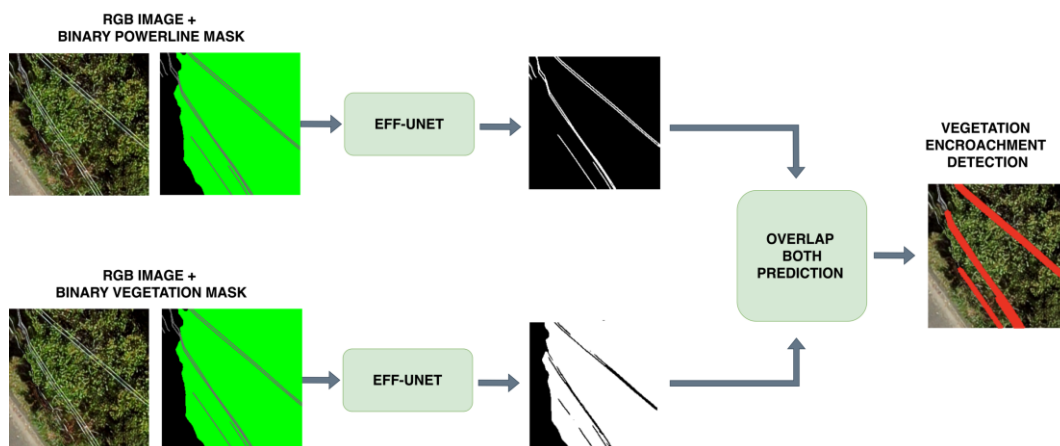 RGB IMAGE +
BINARY POWERLINE MASK
EFF-UNET
VEGETATION
ENCROACHMENT
DETECTION
OVERLAP
BOTH
PREDICTION
RGB IMAGE +
BINARY VEGETATION MASK
EFF-UNET